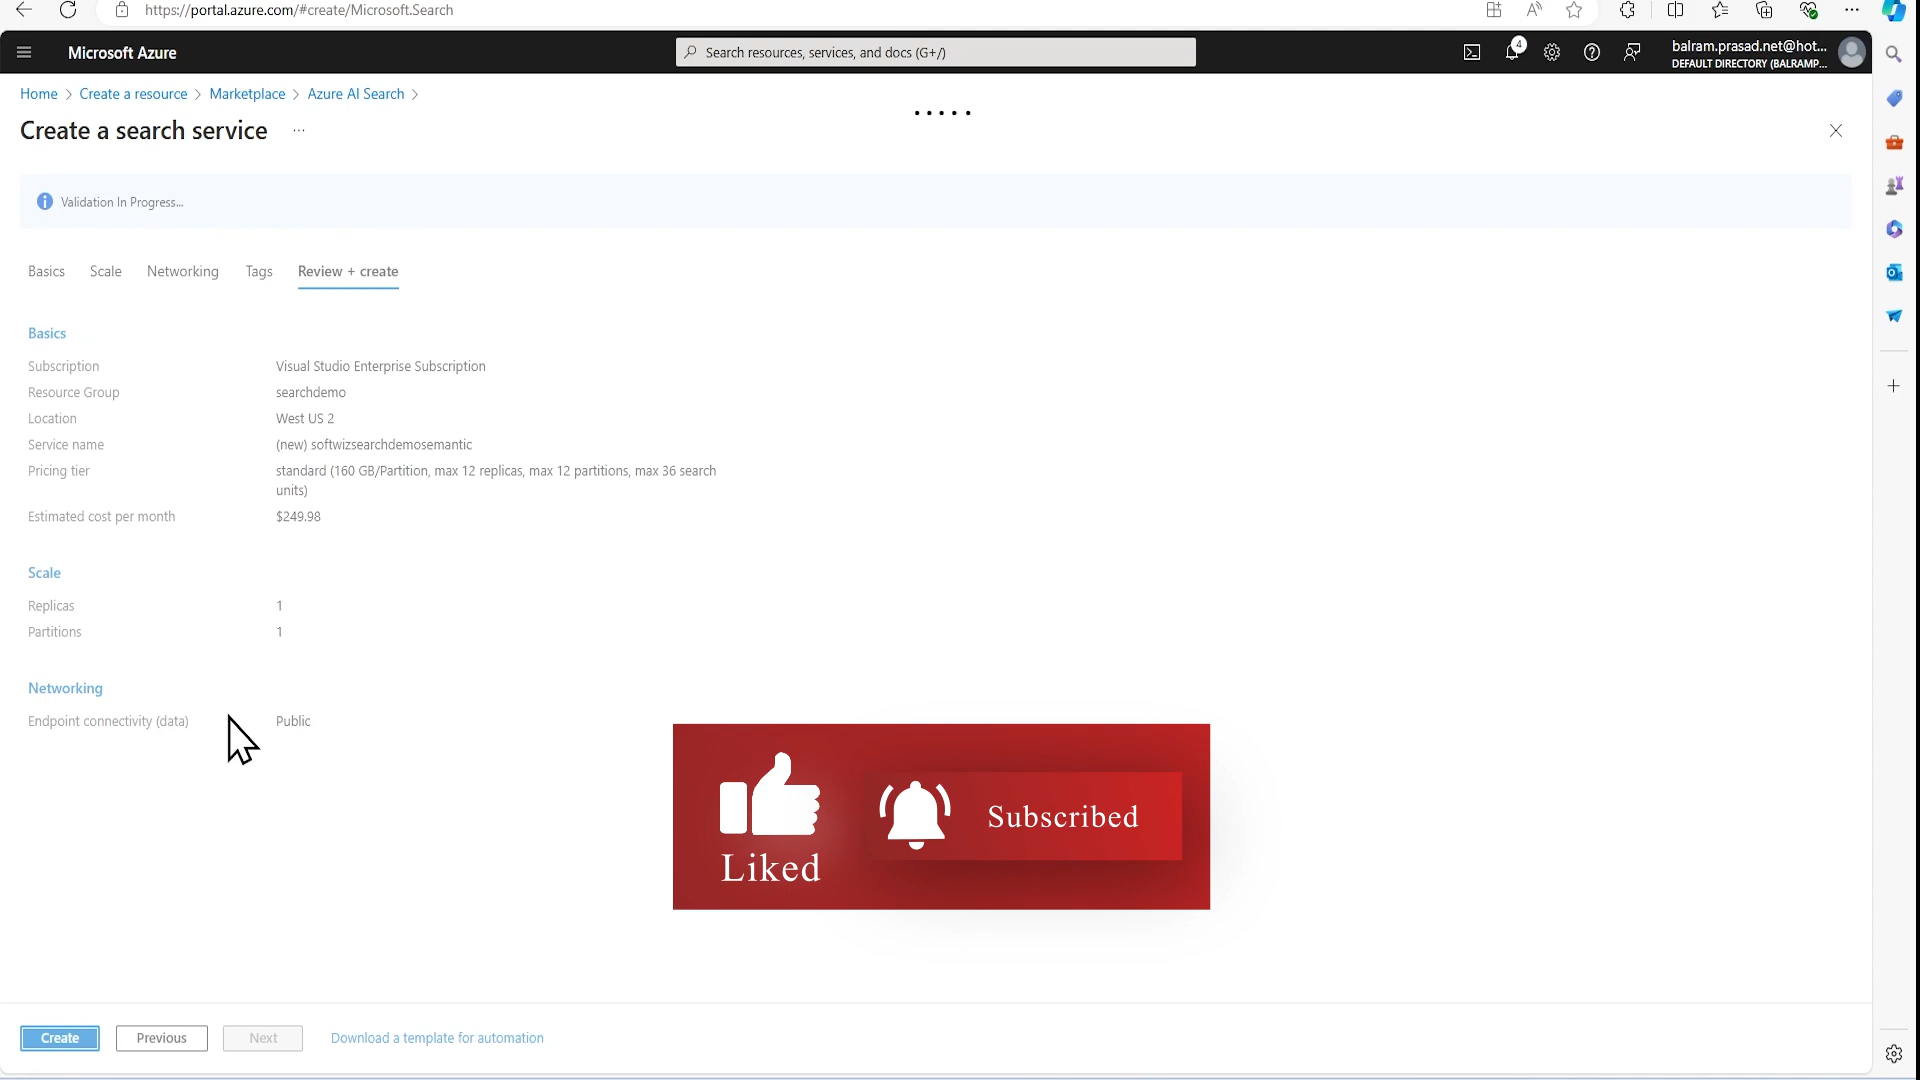 https://portal.azure.com/#create/Microsoft.Search
Microsoft Azure
Search resources, services, and docs (G+/)
4
balram.prasad.net@hot...
DEFAULT DIRECTORY (BALRAMP...
Home > Create a resource > Marketplace > Azure AI Search >
Create a search service ...
Validation In Progress...
Basics Scale Networking Tags Review + create
Basics
Subscription Visual Studio Enterprise Subscription
Resource Group searchdemo
Location West US 2
Service name (new) softwizsearchdemosemantic
Pricing tier standard (160 GB/Partition, max 12 replicas, max 12 partitions, max 36 search
units)
Estimated cost per month $249.98
Scale
Replicas 1
Partitions 1
Networking
Endpoint connectivity (data) Public
Liked
Subscribed
Create Previous Next Download a template for automation